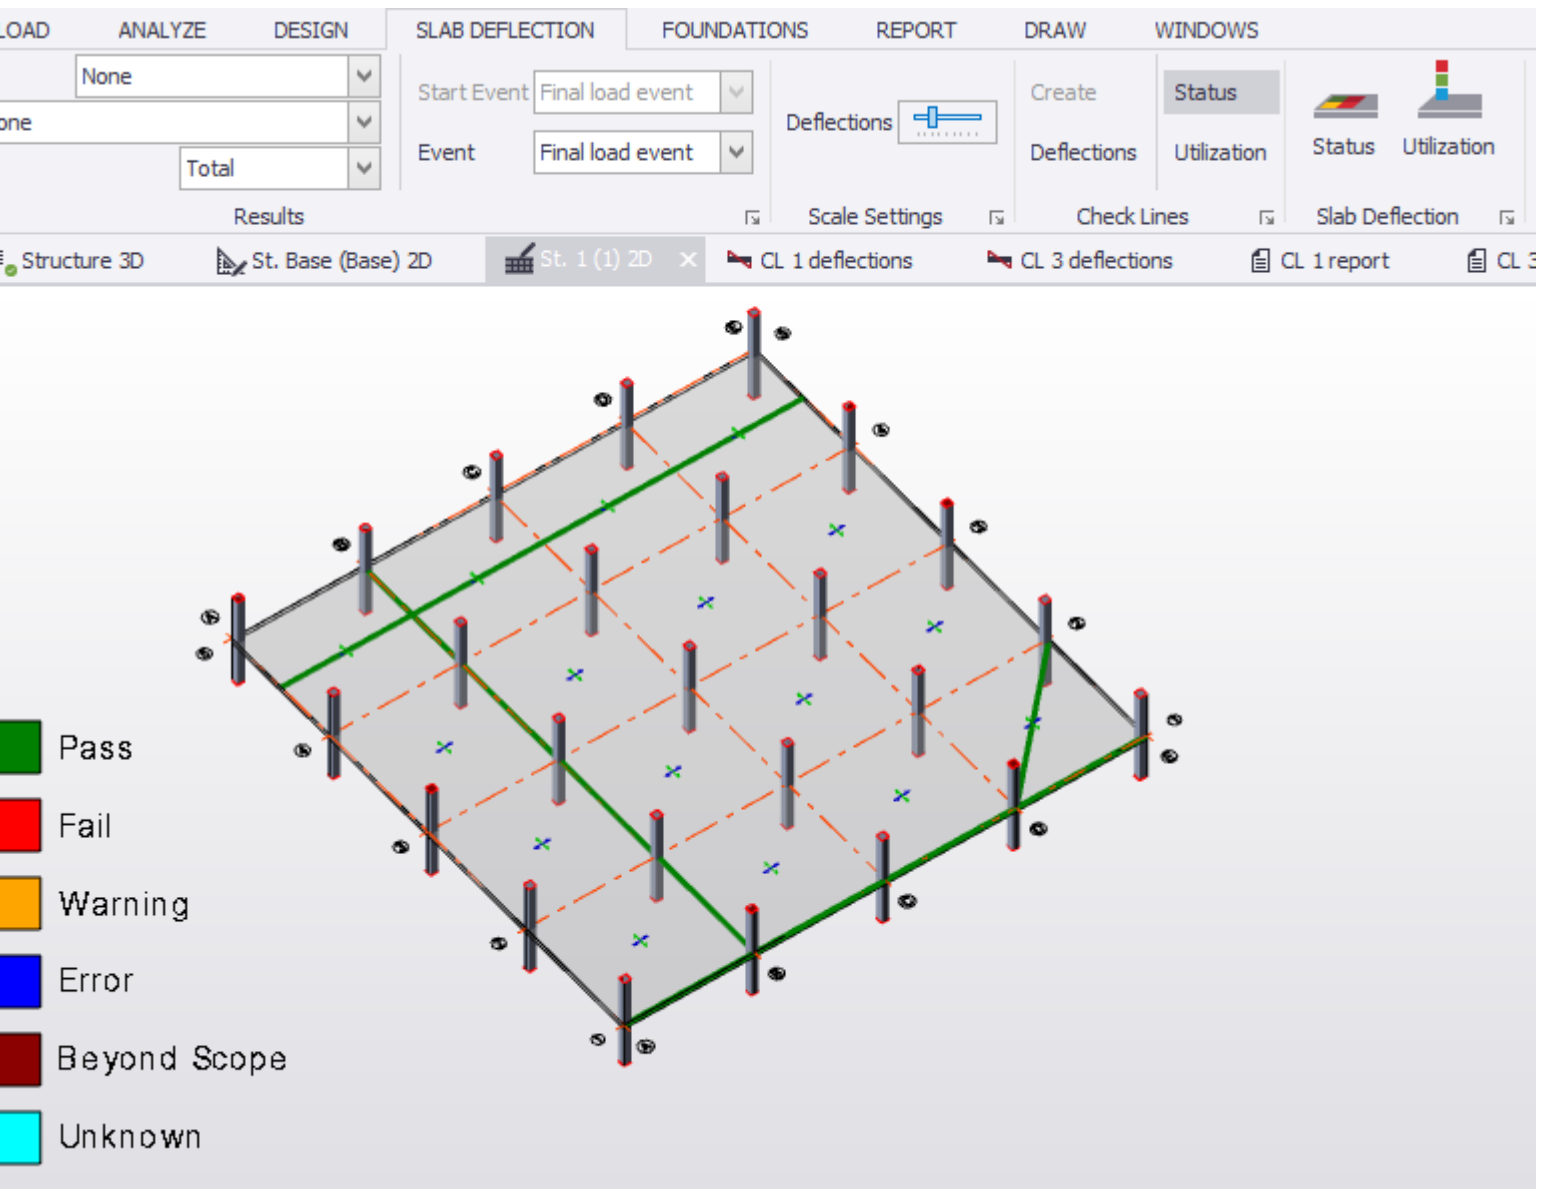 LOAD ANALYZE DESIGN SLAB DEFLECTION FOUNDATIONS REPORT DRAW WINDOWS
None
Start Event Final load event
Create
Status
one
Deflections
Event Final load event
Deflections
Utilization
Status Utilization
Total
Results
Scale Settings
Check Lines
Slab Deflection
Structure 3D
St. Base (Base) 2D
St. 1 (1) 2D
CL 1 deflections
CL 3 deflections
CL 1 report
CL 3
Pass
Fail
Warning
Error
Beyond Scope
Unknown